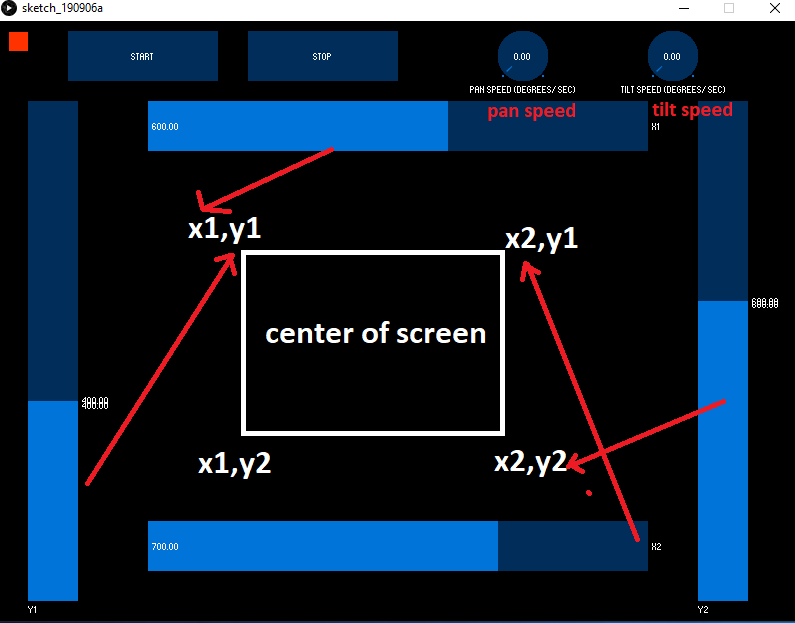 sketch_190906a
START
STOP
0.00
0.00
PAN SPEED (DEGREES/SEC)
TILT SPEED (DEGREES/SEC)
pan speed
tilt speed
600.00
X1
x1,y1
x2,y1
center of screen
600.00
400.00
400.00
x1,y2
x2,y2
700.00
X2
Y1
Y2